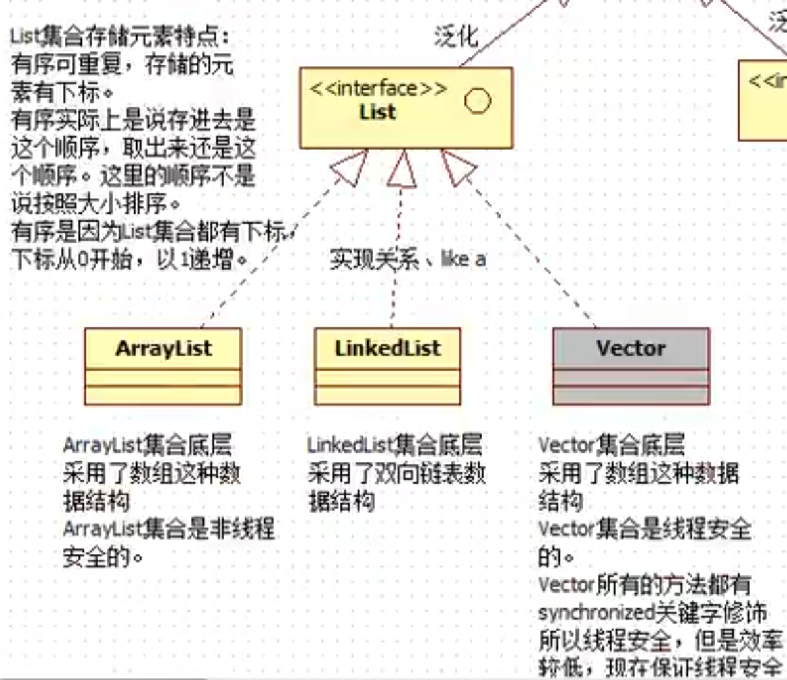 List集合存储元素特点：
有序可重复，存储的元
素有下标。
有序实际上是说存进去是
这个顺序，取出来还是这
个顺序。这里的顺序不是
说按照大小排序。
有序是因为List集合都有下标，
下标从0开始，以1递增。
泛化
泛
<<interface>>
List
<<in
实现关系、like a
ArrayList
LinkedList
Vector
ArrayList集合底层
采用了数组这种数
据结构
ArrayList集合是非线程
安全的。
LinkedList集合底层
采用了双向链表数
据结构
Vector集合底层
采用了数组这种数据
结构
Vector集合是线程安全
的。
Vector所有的方法都有
synchronized关键字修饰
所以线程安全，但是效率
较低，现在保证线程安全